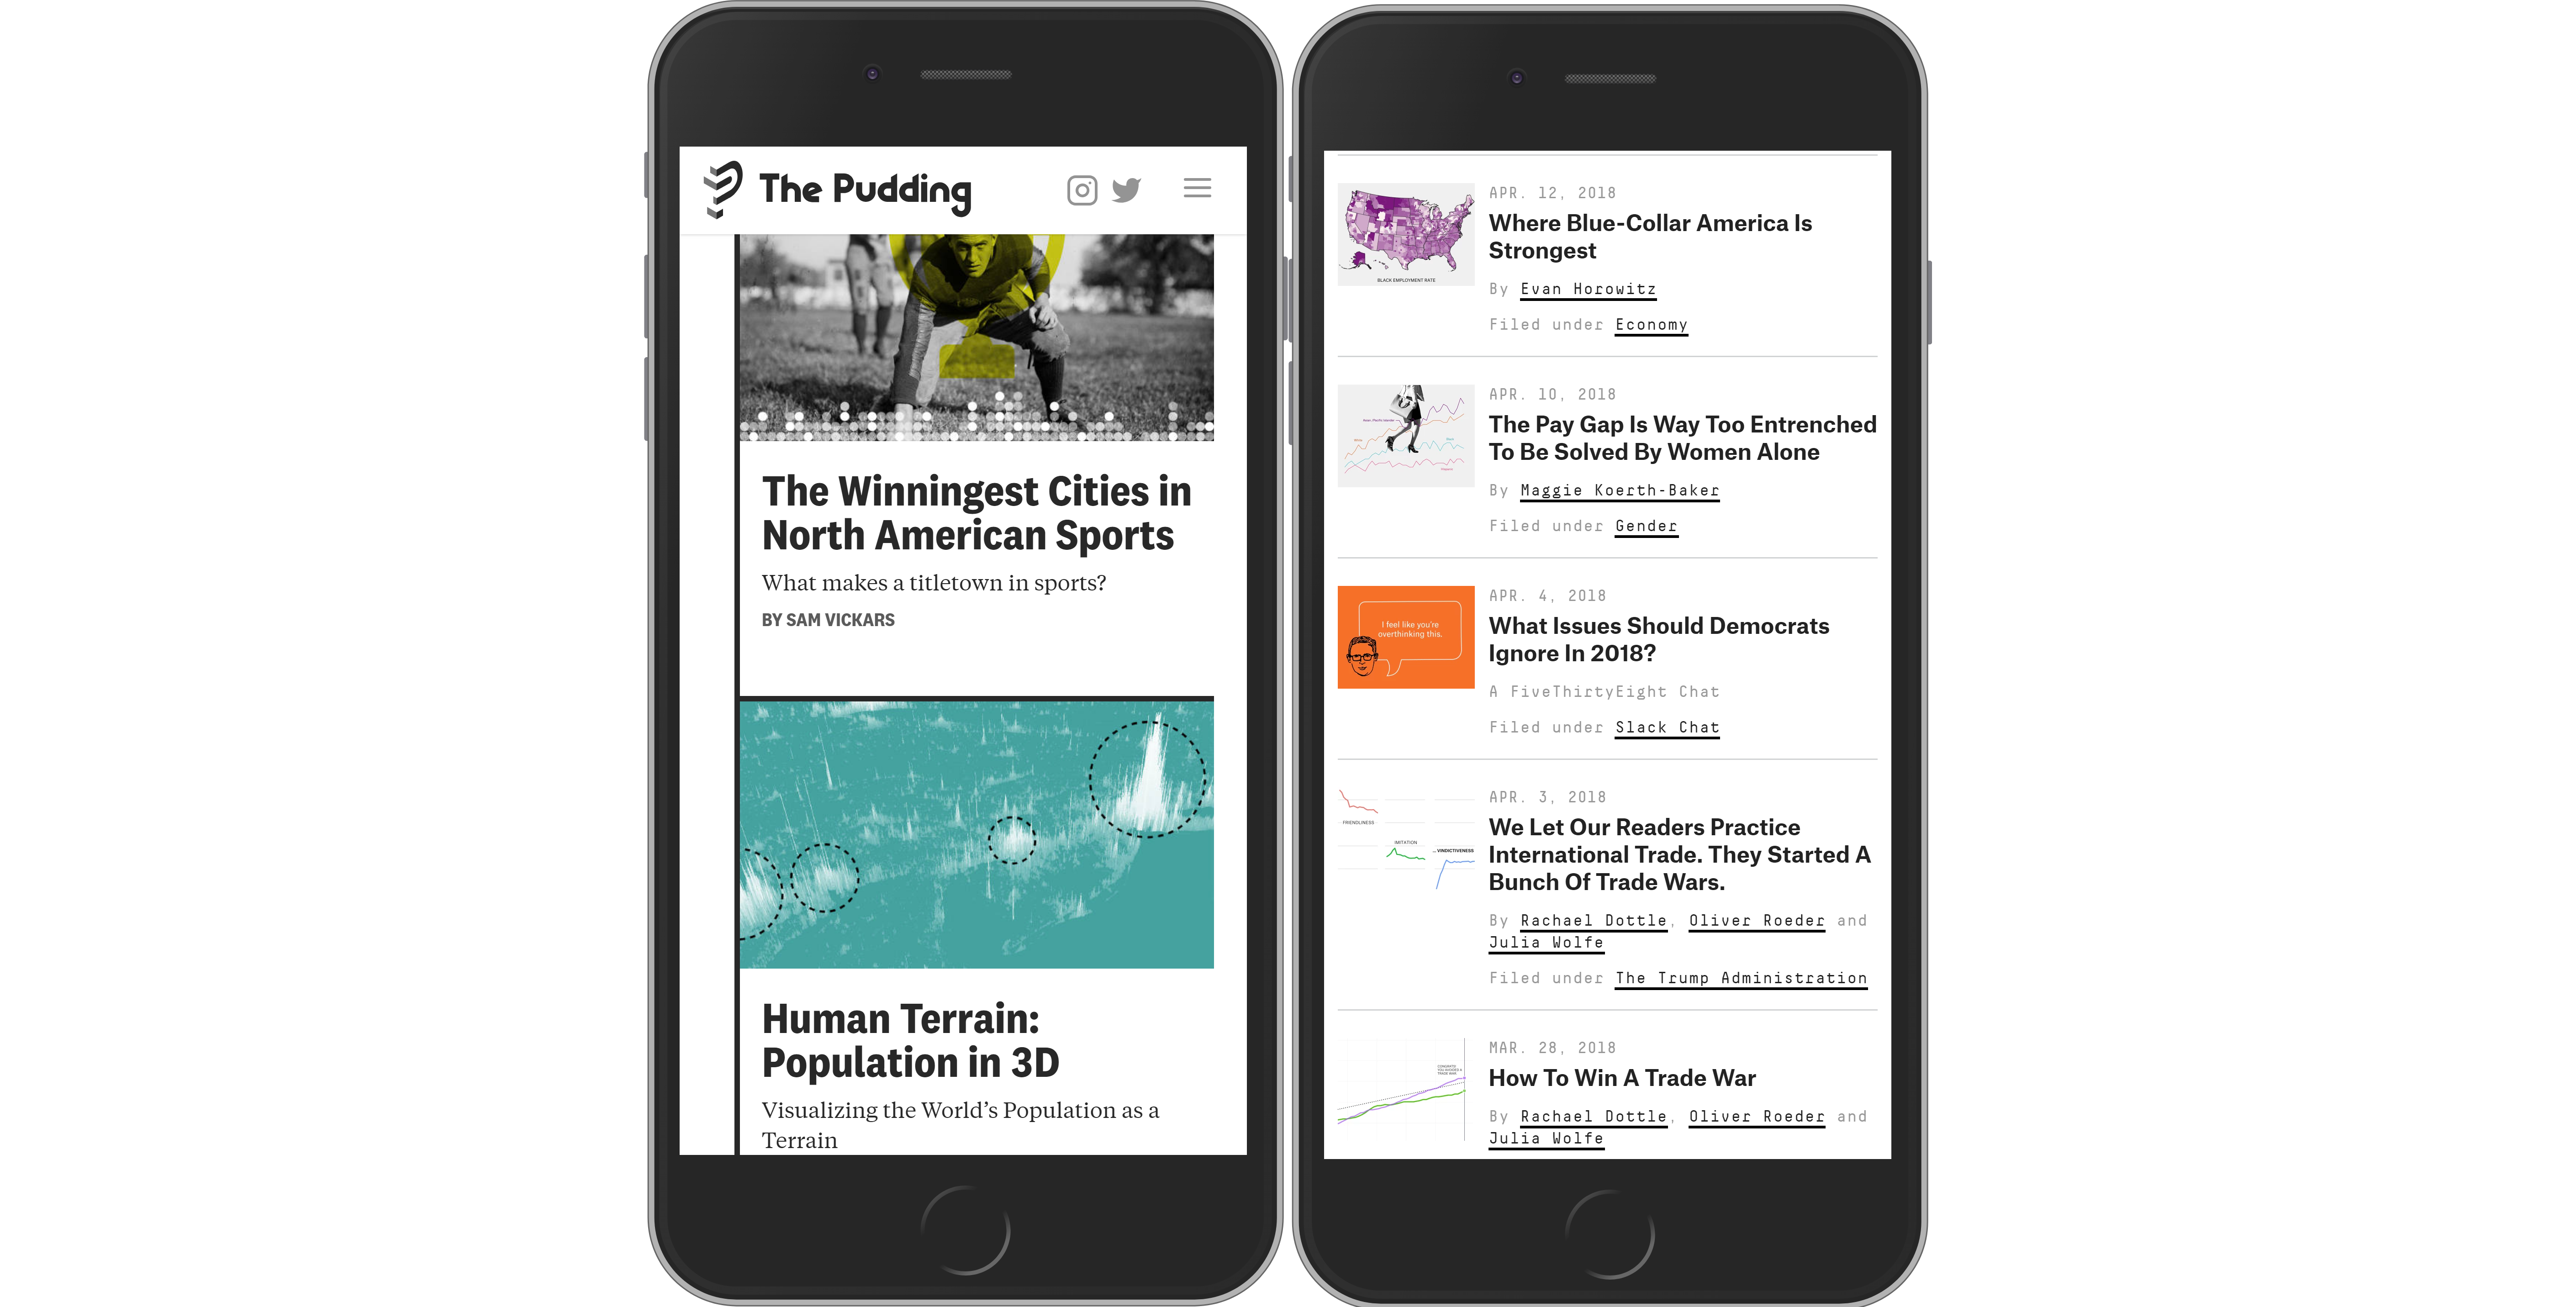 The Pudding
The Winningest Cities in
North American Sports
What makes a titletown in sports?
BY SAM VICKARS
Human Terrain:
Population in 3D
Visualizing the World’s Population as a
Terrain
BLACK EMPLOYMENT RATE
APR. 12, 2018
Where Blue-Collar America Is
Strongest
By Evan Horowitz
Filed under Economy
APR. 10, 2018
The Pay Gap Is Way Too Entrenched
To Be Solved By Women Alone
By Maggie Koerth-Baker
Filed under Gender
I feel like you're
overthinking this.
APR. 4, 2018
What Issues Should Democrats
Ignore In 2018?
A FiveThirtyEight Chat
Filed under Slack Chat
FRIENDLINESS
IMITATION
... VINDICTIVENESS
APR. 3, 2018
We Let Our Readers Practice
International Trade. They Started A
Bunch Of Trade Wars.
By Rachael Dottle, Oliver Roeder and
Julia Wolfe
Filed under The Trump Administration
MAR. 28, 2018
How To Win A Trade War
By Rachael Dottle, Oliver Roeder and
Julia Wolfe